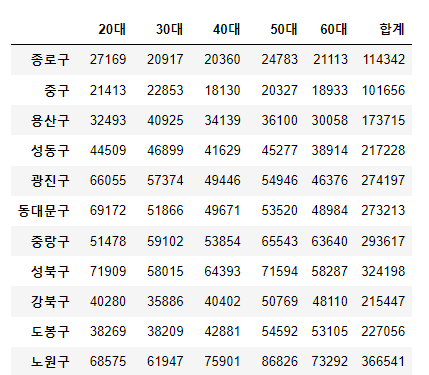 20대 30대 40대 50대 60대 합계
종로구 27169 20917 20360 24783 21113 114342
중구 21413 22853 18130 20327 18933 101656
용산구 32493 40925 34139 36100 30058 173715
성동구 44509 46899 41629 45277 38914 217228
광진구 66055 57374 49446 54946 46376 274197
동대문구 69172 51866 49671 53520 48984 273213
중랑구 51478 59102 53854 65543 63640 293617
성북구 71909 58015 64393 71594 58287 324198
강북구 40280 35886 40402 50769 48110 215447
도봉구 38269 38209 42881 54592 53105 227056
노원구 68575 61947 75901 86826 73292 366541